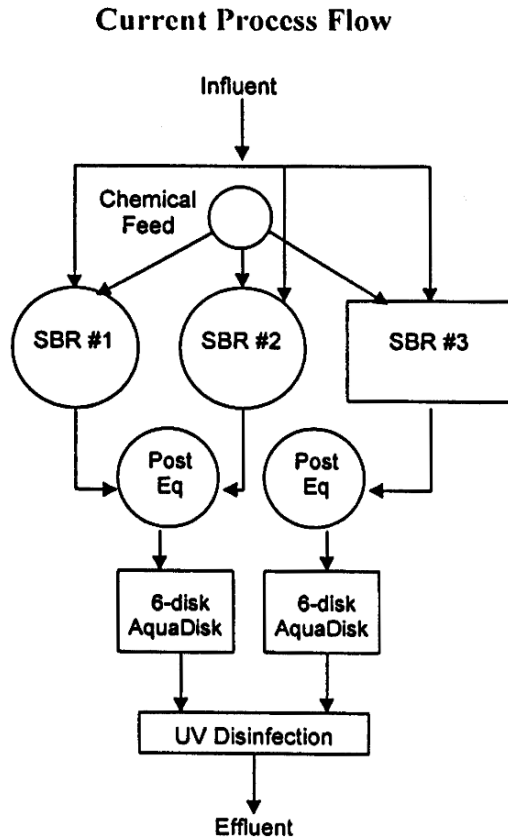 Current Process Flow
Influent
Chemical
Feed
SBR #1
SBR #2
SBR #3
Post
Eq
Post
Eq
6-disk
AquaDisk
6-disk
AquaDisk
UV Disinfection
Effluent